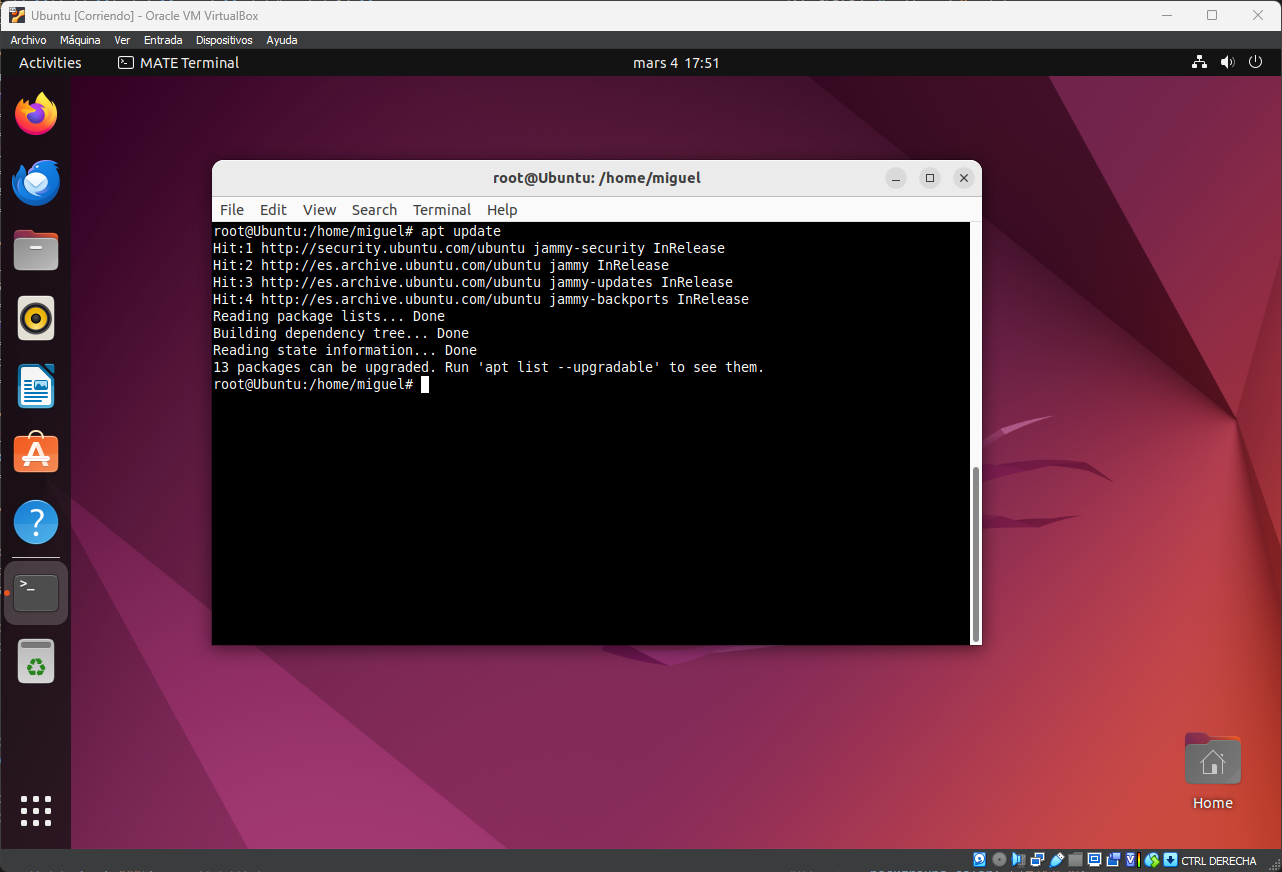 Ubuntu [Corriendo] - Oracle VM VirtualBox
Archivo Máquina Ver Entrada Dispositivos Ayuda
Activities MATE Terminal mars 4 17:51
root@Ubuntu: /home/miguel
File Edit View Search Terminal Help
root@Ubuntu:/home/miguel# apt update
Hit:1 http://security.ubuntu.com/ubuntu jammy-security InRelease
Hit:2 http://es.archive.ubuntu.com/ubuntu jammy InRelease
Hit:3 http://es.archive.ubuntu.com/ubuntu jammy-updates InRelease
Hit:4 http://es.archive.ubuntu.com/ubuntu jammy-backports InRelease
Reading package lists... Done
Building dependency tree... Done
Reading state information... Done
13 packages can be upgraded. Run 'apt list --upgradable' to see them.
root@Ubuntu:/home/miguel#
Home
CTRL DERECHA